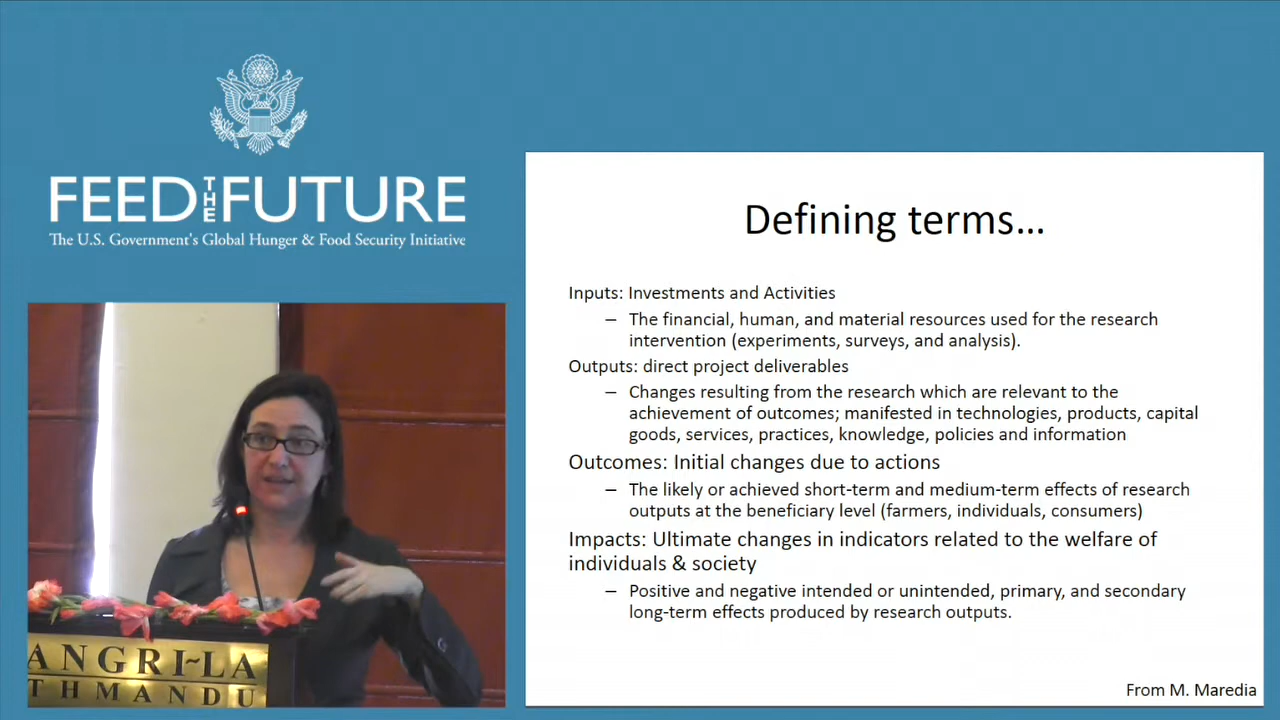 FEED THE FUTURE
The U.S. Government's Global Hunger & Food Security Initiative
Defining terms…
Inputs: Investments and Activities
– The financial, human, and material resources used for the research
intervention (experiments, surveys, and analysis).
Outputs: direct project deliverables
– Changes resulting from the research which are relevant to the
achievement of outcomes; manifested in technologies, products, capital
goods, services, practices, knowledge, policies and information
Outcomes: Initial changes due to actions
– The likely or achieved short-term and medium-term effects of research
outputs at the beneficiary level (farmers, individuals, consumers)
Impacts: Ultimate changes in indicators related to the welfare of
individuals & society
– Positive and negative intended or unintended, primary, and secondary
long-term effects produced by research outputs.
From M. Maredia
ANGRI~LA
THMANDU